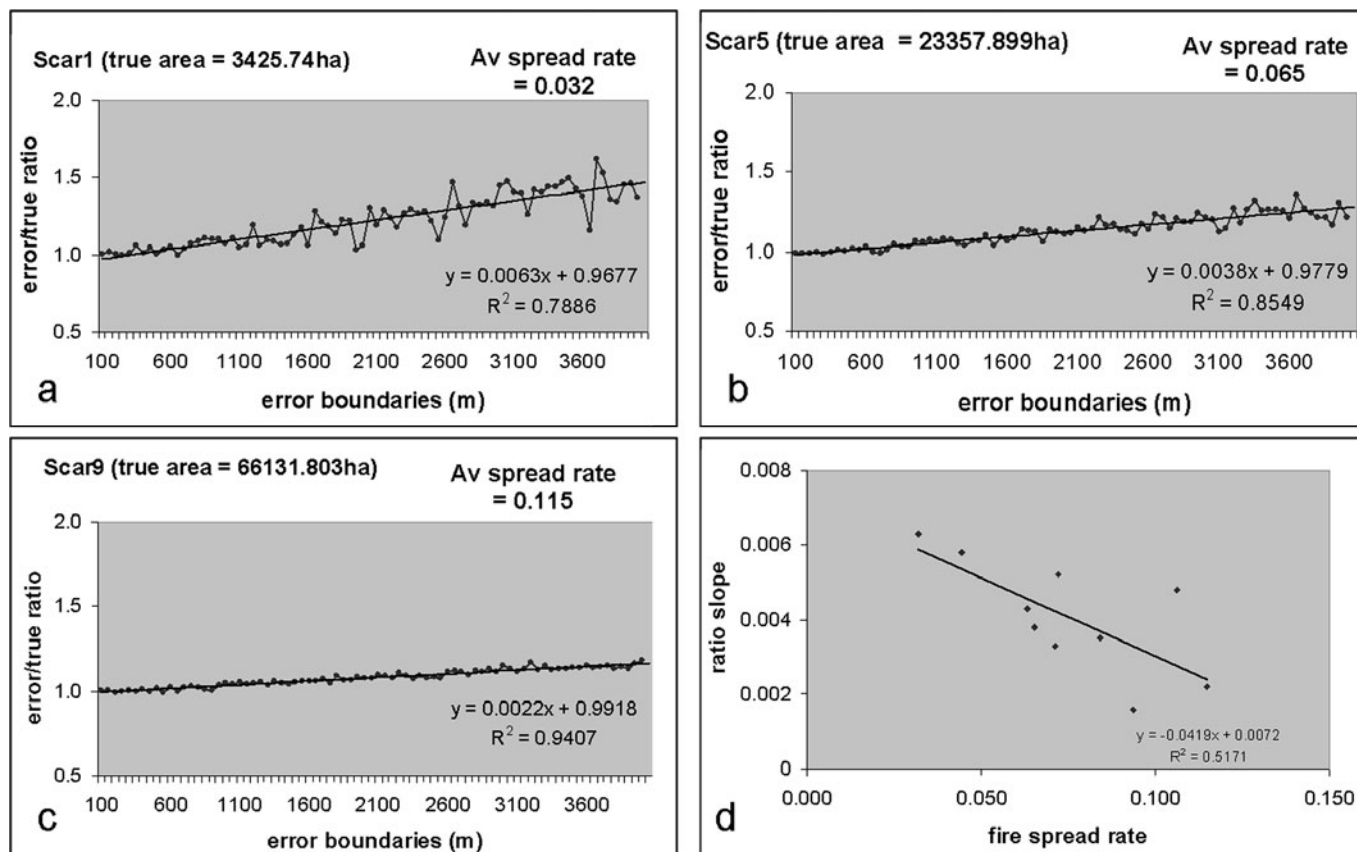 Scar1 (true area = 3425.74ha)
Av spread rate
= 0.032
error/true ratio
2.0
1.5
1.0
0.5
y = 0.0063x + 0.9677
R² = 0.7886
100 600 1100 1600 2100 2600 3100 3600
error boundaries (m)
a
Scar5 (true area = 23357.899ha)
Av spread rate
= 0.065
error/true ratio
2.0
1.5
1.0
0.5
y = 0.0038x + 0.9779
R² = 0.8549
100 600 1100 1600 2100 2600 3100 3600
error boundaries (m)
b
Scar9 (true area = 66131.803ha)
Av spread rate
= 0.115
error/true ratio
2.0
1.5
1.0
0.5
y = 0.0022x + 0.9918
R² = 0.9407
100 600 1100 1600 2100 2600 3100 3600
error boundaries (m)
c
ratio slope
0.008
0.006
0.004
0.002
0
y = -0.0419x + 0.0072
R² = 0.5171
0.000 0.050 0.100 0.150
fire spread rate
d